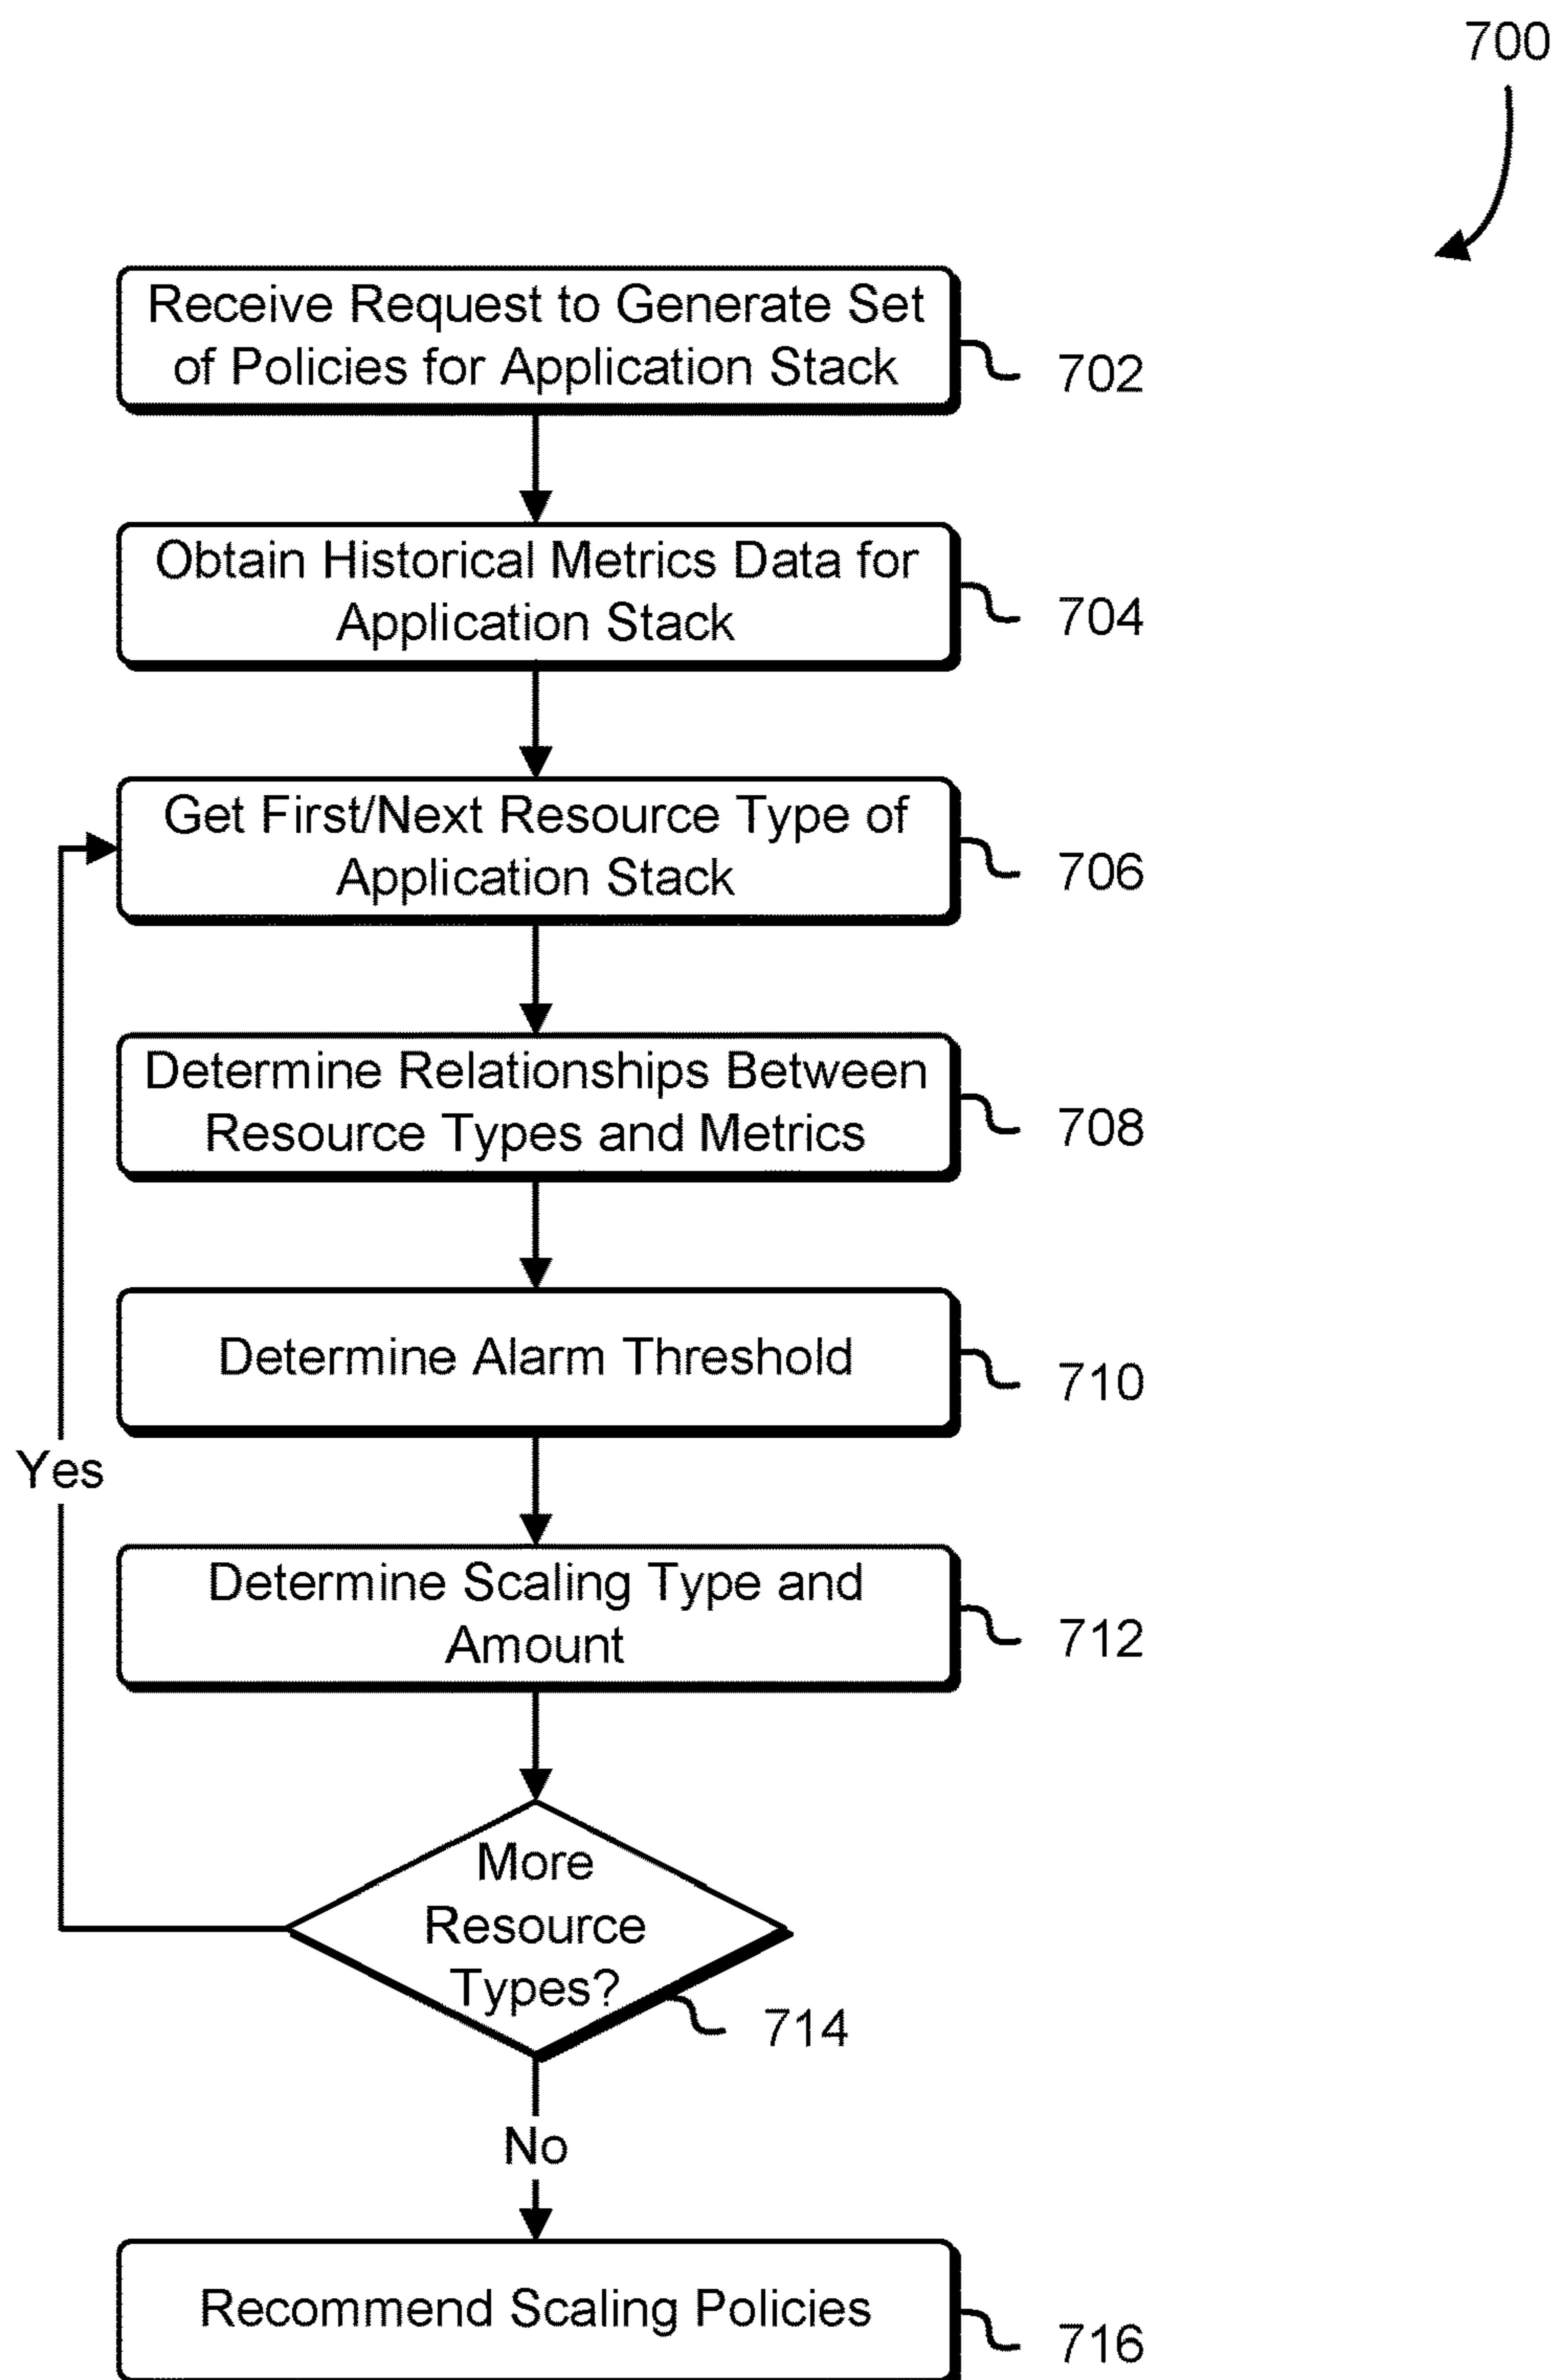 700
Receive Request to Generate Set
of Policies for Application Stack
702
Obtain Historical Metrics Data for
Application Stack
704
Get First/Next Resource Type of
Application Stack
706
Determine Relationships Between
Resource Types and Metrics
708
Determine Alarm Threshold
710
Yes
Determine Scaling Type and
Amount
712
More
Resource
Types?
714
No
Recommend Scaling Policies
716